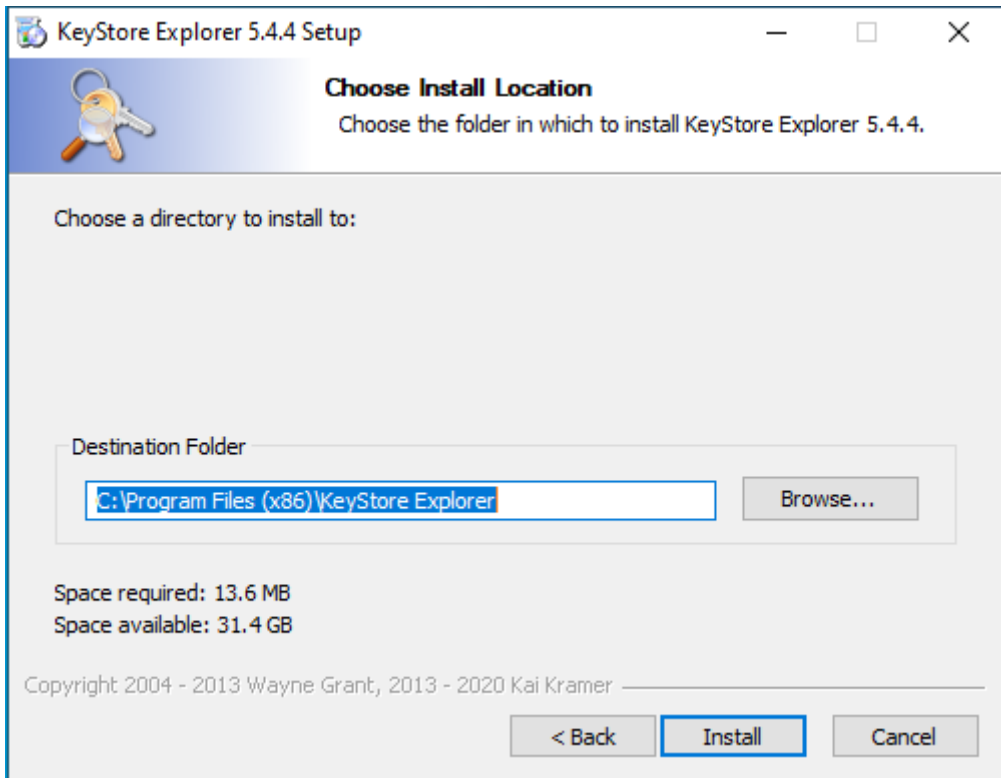 KeyStore Explorer 5.4.4 Setup
Choose Install Location
Choose the folder in which to install KeyStore Explorer 5.4.4.
Choose a directory to install to:
Destination Folder
C:\Program Files (x86)\KeyStore Explorer
Browse...
Space required: 13.6 MB
Space available: 31.4 GB
Copyright 2004 - 2013 Wayne Grant, 2013 - 2020 Kai Kramer
< Back
Install
Cancel